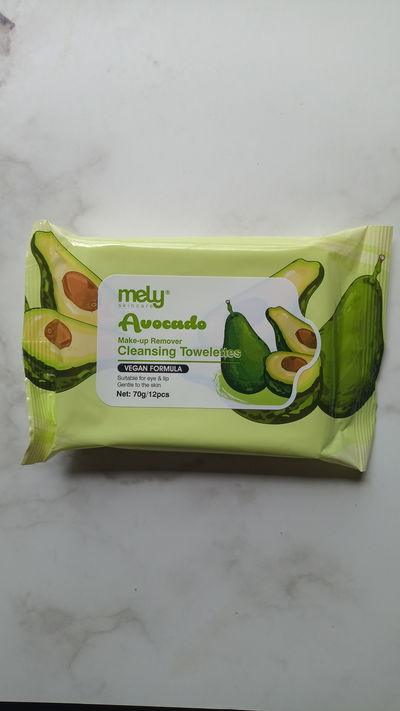 mely®
skincare
Avocado
Make-up Remover
Cleansing Towelettes
VEGAN FORMULA
Suitable for eye & lip
Gentle to the skin
Net: 70g/12pcs